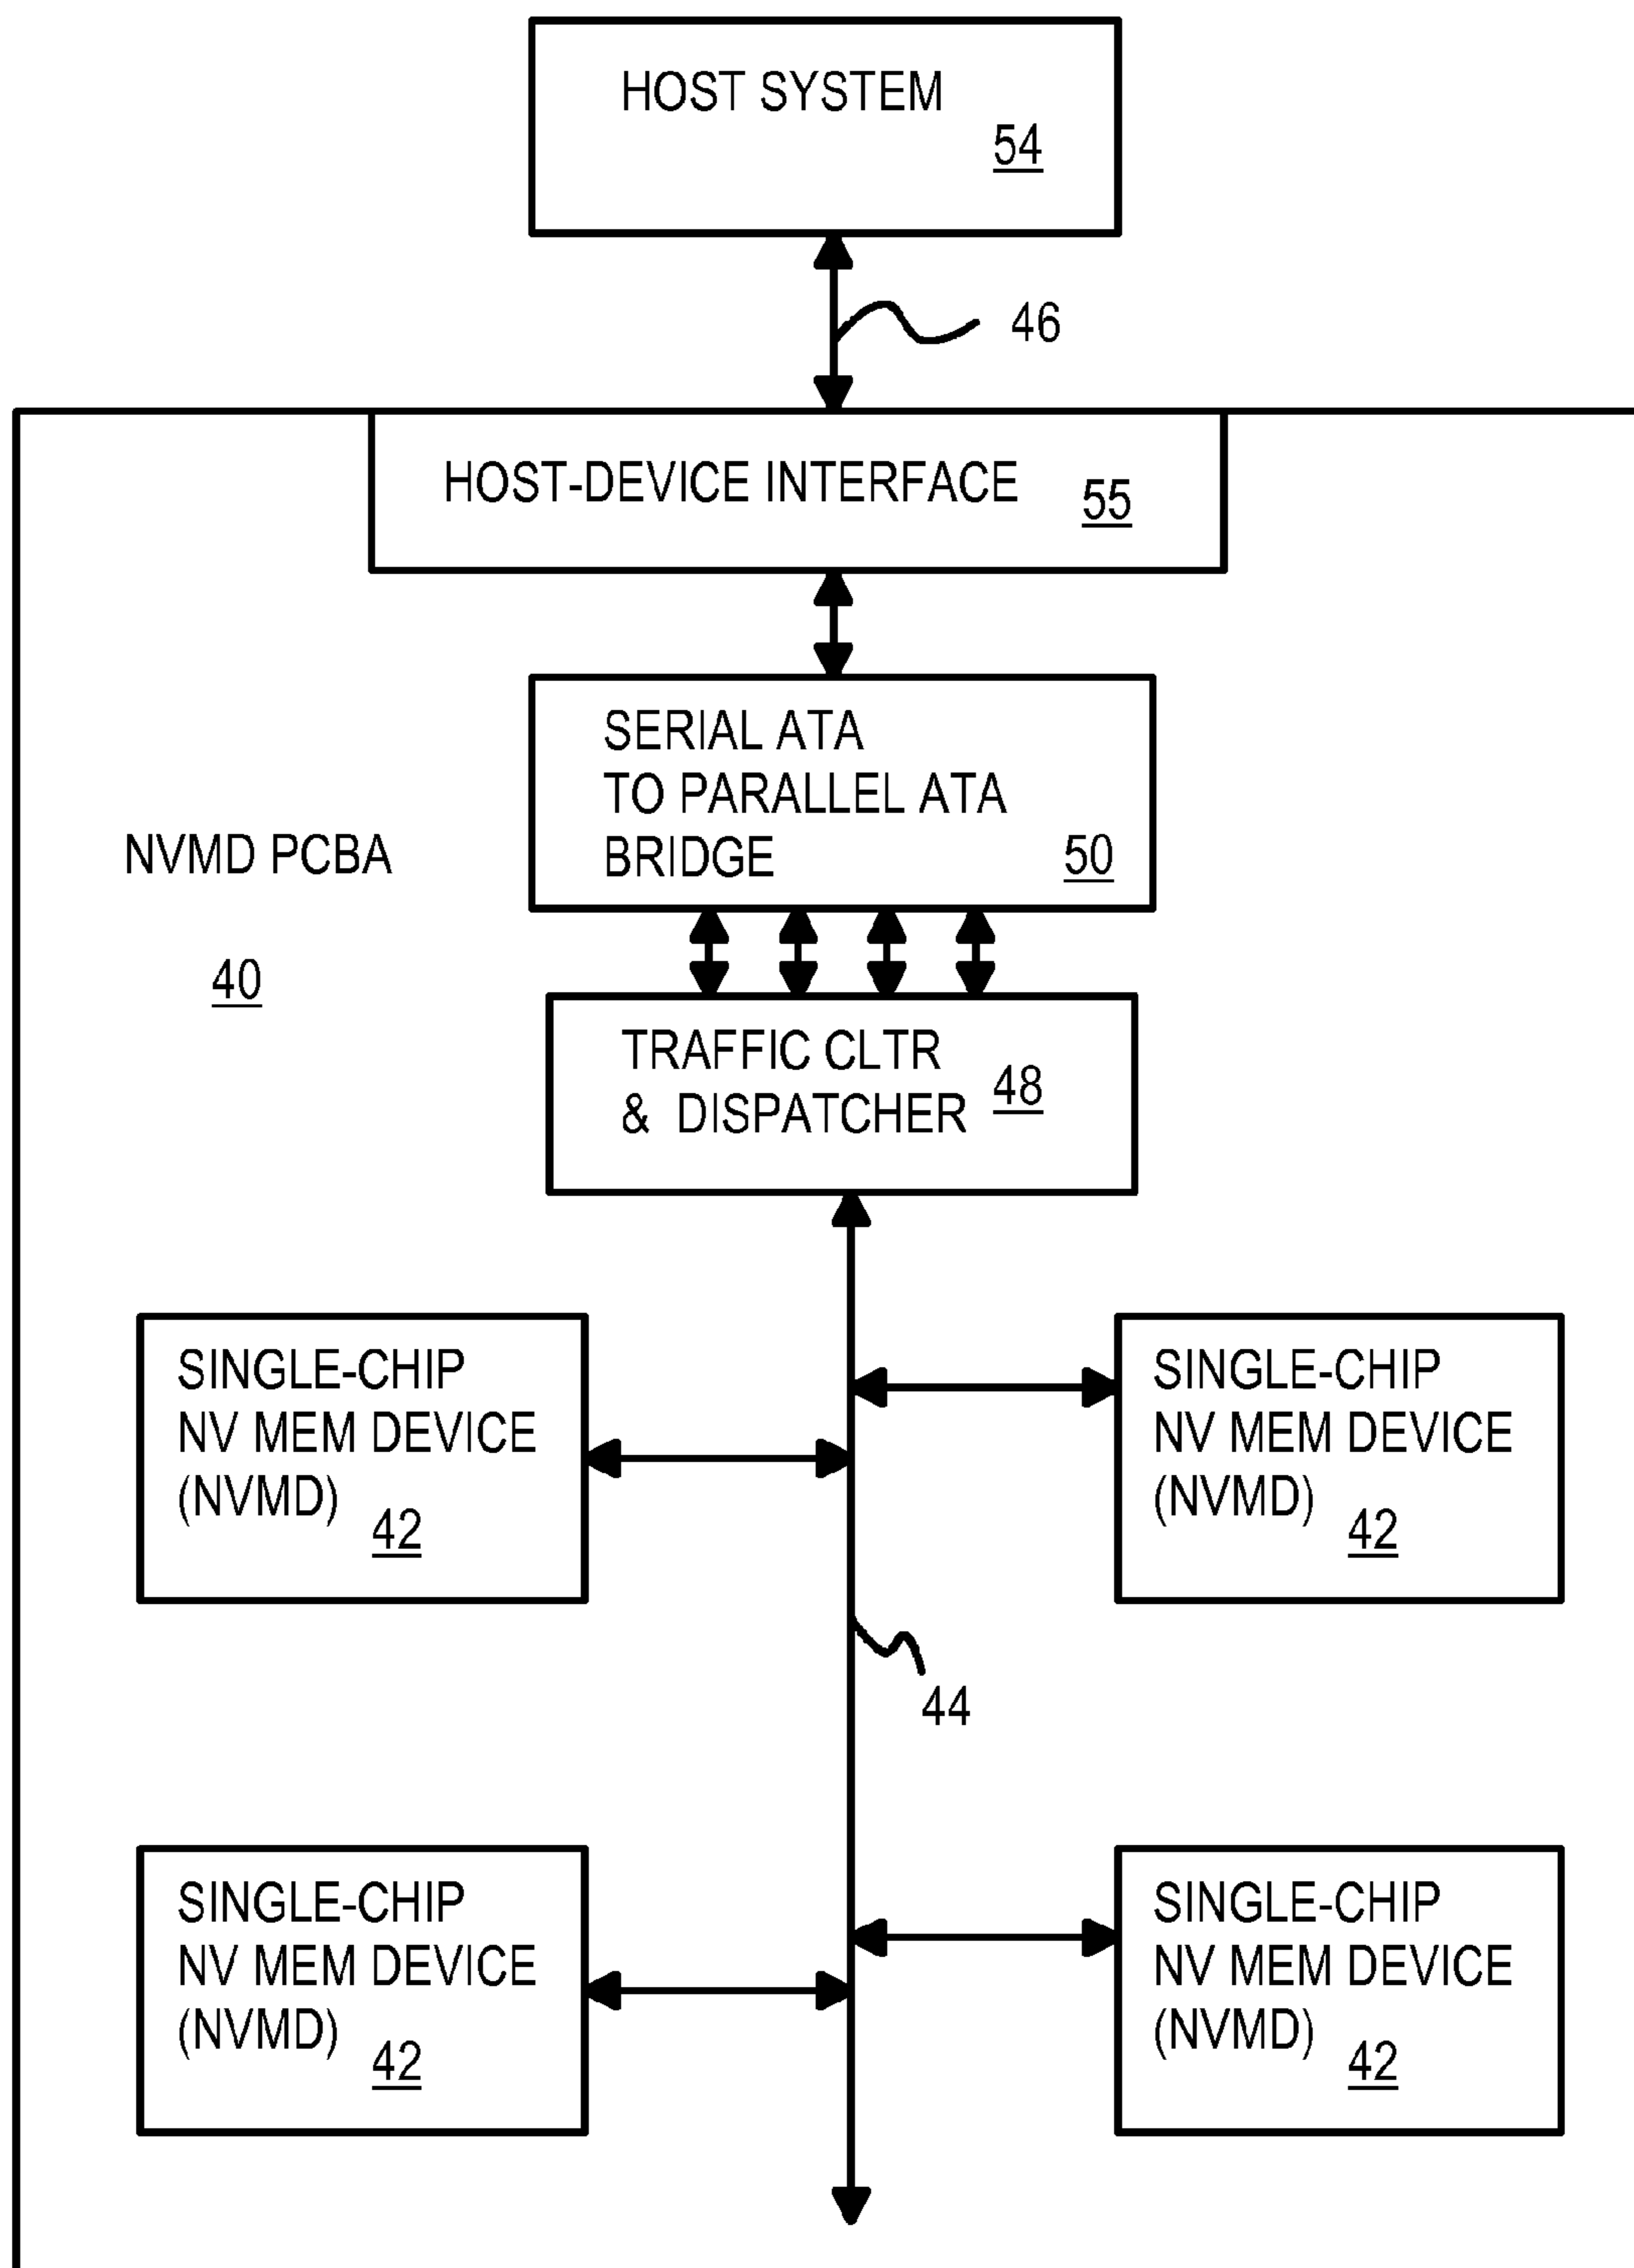 HOST SYSTEM
54
46
HOST-DEVICE INTERFACE
55
SERIAL ATA
TO PARALLEL ATA
BRIDGE
50
NVMD PCBA
40
TRAFFIC CLTR
& DISPATCHER
48
SINGLE-CHIP
NV MEM DEVICE
(NVMD)
42
SINGLE-CHIP
NV MEM DEVICE
(NVMD)
42
44
SINGLE-CHIP
NV MEM DEVICE
(NVMD)
42
SINGLE-CHIP
NV MEM DEVICE
(NVMD)
42